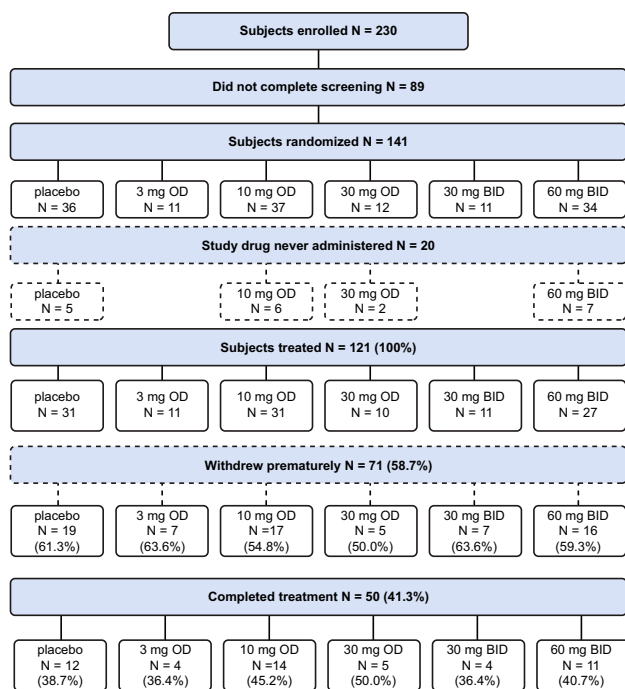 Subjects enrolled N = 230
Did not complete screening N = 89
Subjects randomized N = 141
placebo
N = 36
3 mg OD
N = 11
10 mg OD
N = 37
30 mg OD
N = 12
30 mg BID
N = 11
60 mg BID
N = 34
Study drug never administered N = 20
placebo
N = 5
10 mg OD
N = 6
30 mg OD
N = 2
60 mg BID
N = 7
Subjects treated N = 121 (100%)
placebo
N = 31
3 mg OD
N = 11
10 mg OD
N = 31
30 mg OD
N = 10
30 mg BID
N = 11
60 mg BID
N = 27
Withdrew prematurely N = 71 (58.7%)
placebo
N = 19
(61.3%)
3 mg OD
N = 7
(63.6%)
10 mg OD
N =17
(54.8%)
30 mg OD
N = 5
(50.0%)
30 mg BID
N = 7
(63.6%)
60 mg BID
N = 16
(59.3%)
Completed treatment N = 50 (41.3%)
placebo
N = 12
(38.7%)
3 mg OD
N = 4
(36.4%)
10 mg OD
N =14
(45.2%)
30 mg OD
N = 5
(50.0%)
30 mg BID
N = 4
(36.4%)
60 mg BID
N = 11
(40.7%)